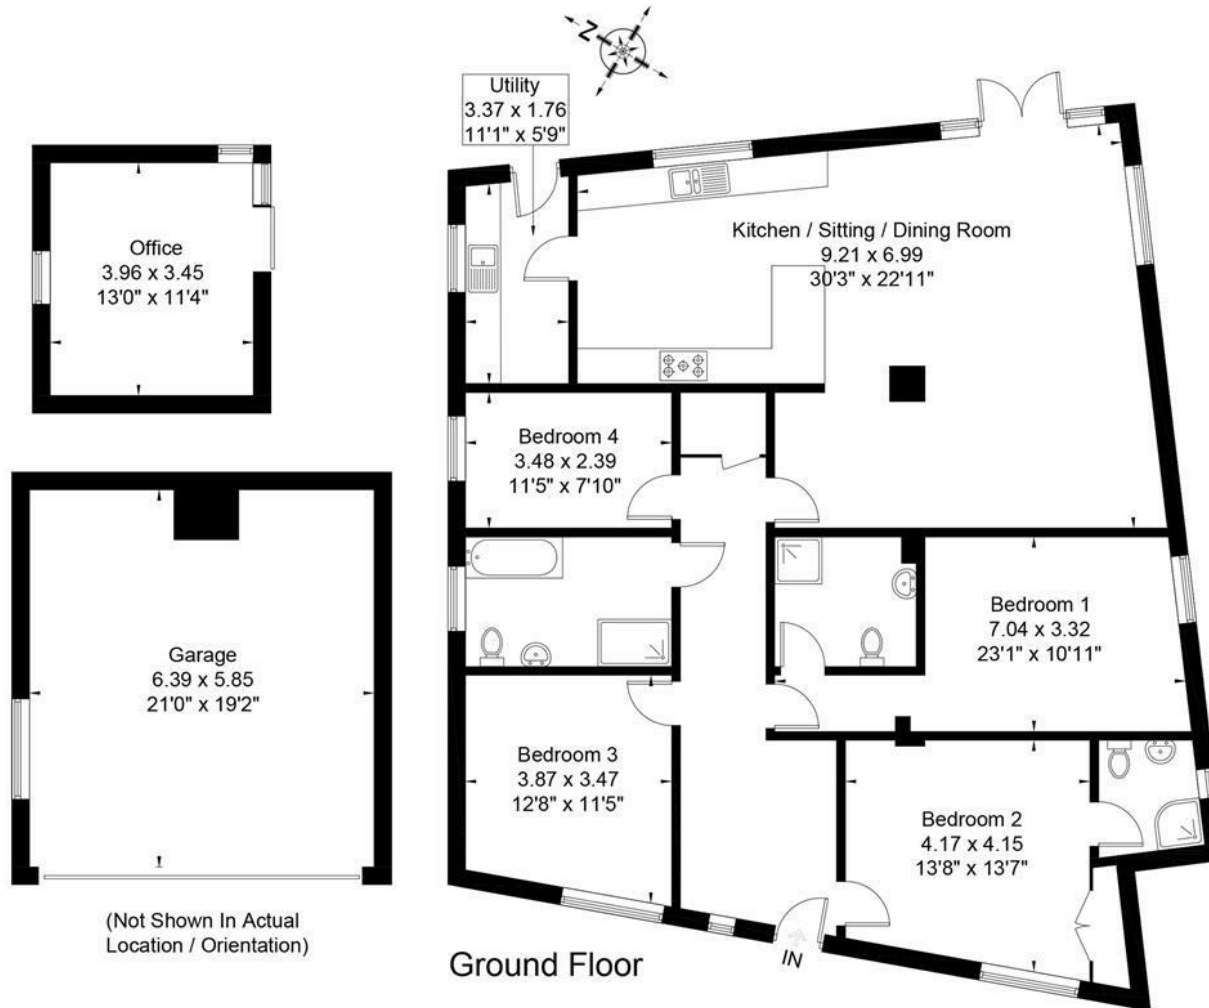 N
Utility
3.37 x 1.76
11'1" x 5'9"
Office
3.96 x 3.45
13'0" x 11'4"
Kitchen / Sitting / Dining Room
9.21 x 6.99
30'3" x 22'11"
Bedroom 4
3.48 x 2.39
11'5" x 7'10"
Bedroom 1
7.04 x 3.32
23'1" x 10'11"
Garage
6.39 x 5.85
21'0" x 19'2"
Bedroom 3
3.87 x 3.47
12'8" x 11'5"
Bedroom 2
4.17 x 4.15
13'8" x 13'7"
(Not Shown In Actual
Location / Orientation)
IN
Ground Floor